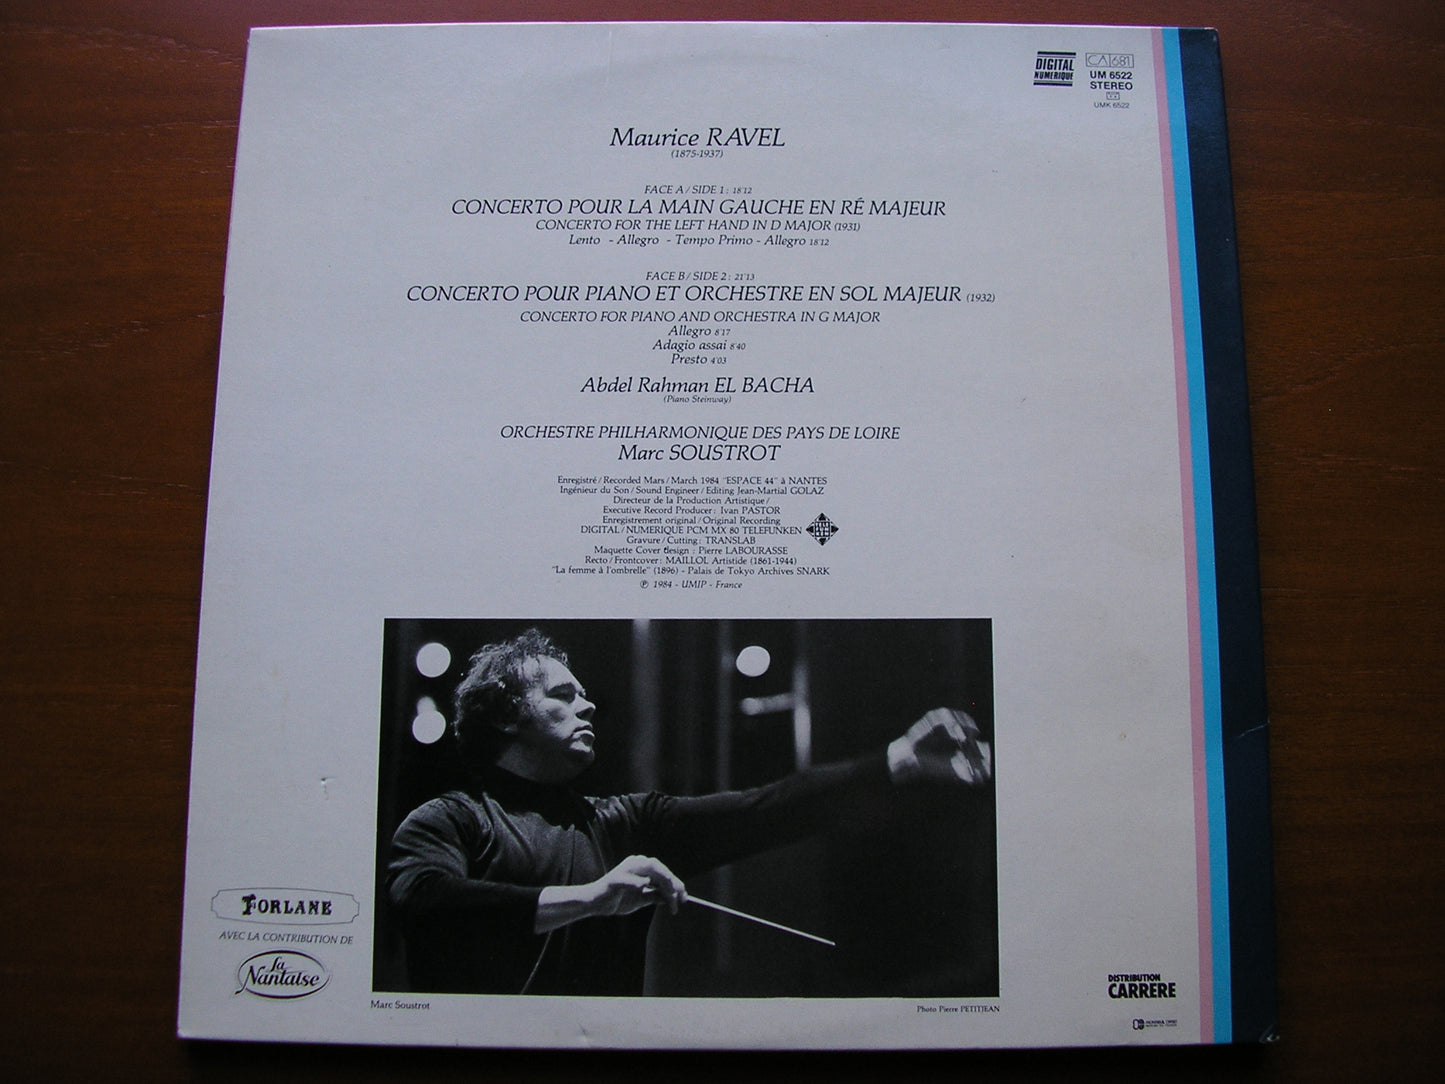 DIGITAL
NUMERIQUE
CA 681
UM 6522
STEREO
UMK 6522
Maurice RAVEL
(1875-1937)
FACE A / SIDE 1 : 18'12
CONCERTO POUR LA MAIN GAUCHE EN RÉ MAJEUR
CONCERTO FOR THE LEFT HAND IN D MAJOR (1931)
Lento - Allegro - Tempo Primo - Allegro 18'12
FACE B / SIDE 2 : 21'13
CONCERTO POUR PIANO ET ORCHESTRE EN SOL MAJEUR (1932)
CONCERTO FOR PIANO AND ORCHESTRA IN G MAJOR
Allegro 8'17
Adagio assai 8'40
Presto 4'03
Abdel Rahman EL BACHA
(Piano Steinway)
ORCHESTRE PHILHARMONIQUE DES PAYS DE LOIRE
Marc SOUSTROT
Enregistré / Recorded Mars / March 1984 "ESPACE 44" à NANTES
Ingénieur du Son / Sound Engineer / Editing Jean-Martial GOLAZ
Directeur de la Production Artistique /
Executive Record Producer : Ivan PASTOR
Enregistrement original / Original Recording
DIGITAL / NUMERIQUE PCM MX 80 TELEFUNKEN
Gravure / Cutting : TRANSLAB
Maquette Cover design : Pierre LABOURASSE
Recto / Frontcover : MAILLOL Artistide (1861-1944)
"La femme à l'ombrelle" (1896) - Palais de Tokyo Archives SNARK
℗ 1984 - UMIP - France
FORLANE
AVEC LA CONTRIBUTION DE
La
Nantaise
Marc Soustrot
Photo Pierre PETITJEAN
DISTRIBUTION
CARRERE